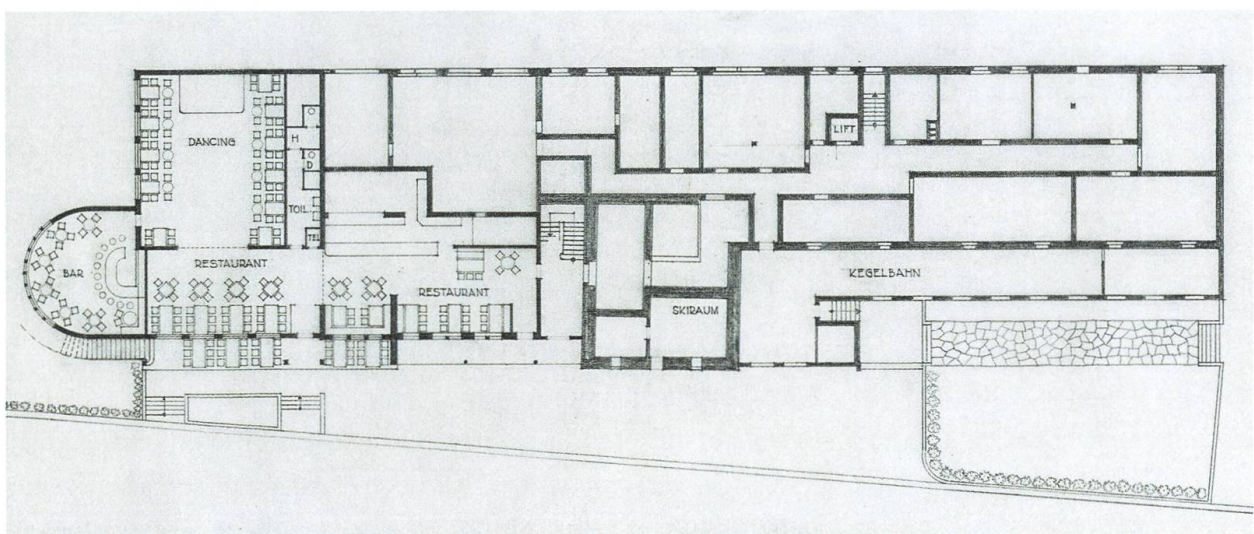 DANCING
H
D
TOIL.
TEL
LIFT
BAR
RESTAURANT
RESTAURANT
KEGELBAHN
SKIRAUM